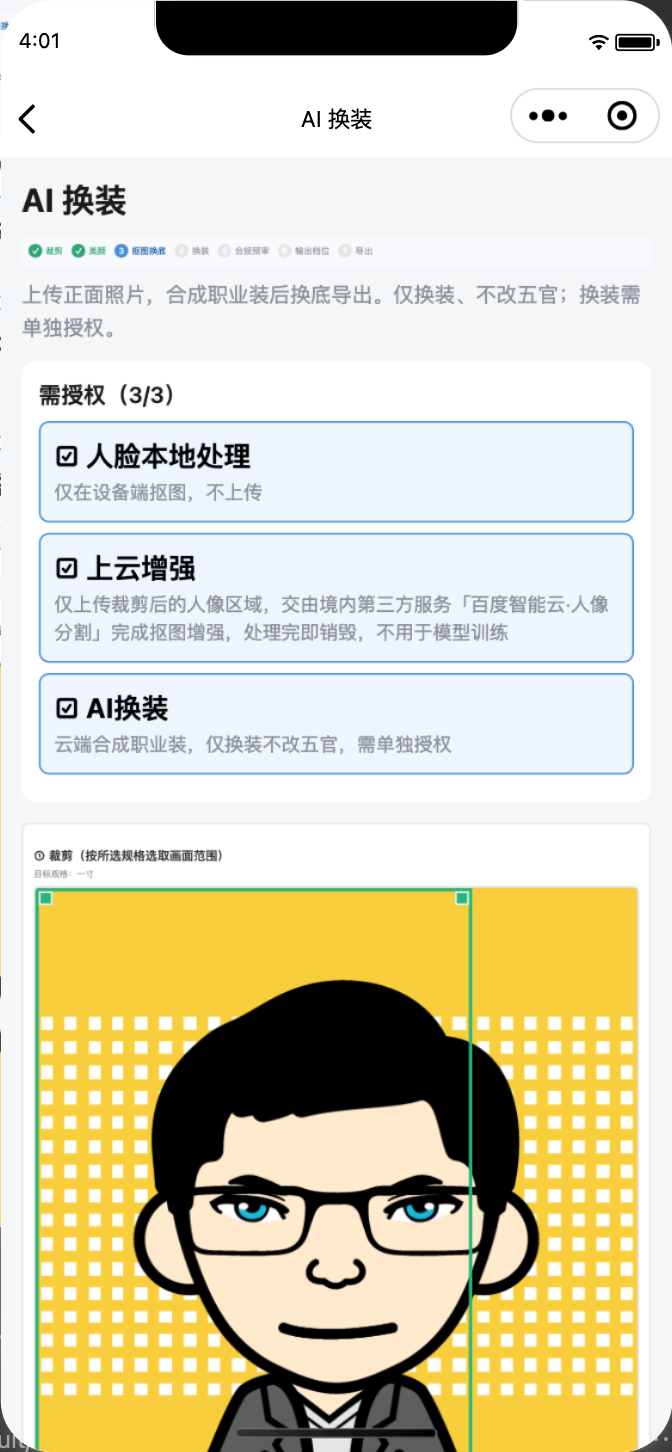 4:01
AI 换装
AI 换装
裁剪 美颜 3 抠图换底 4 换装 5 合规预审 6 输出档位 7 导出
上传正面照片，合成职业装后换底导出。仅换装、不改五官；换装需
单独授权。
需授权（3/3）
人脸本地处理
仅在设备端抠图，不上传
上云增强
仅上传裁剪后的人像区域，交由境内第三方服务「百度智能云·人像
分割」完成抠图增强，处理完即销毁，不用于模型训练
AI换装
云端合成职业装，仅换装不改五官，需单独授权
① 裁剪（按所选规格选取画面范围）
目标规格：一寸